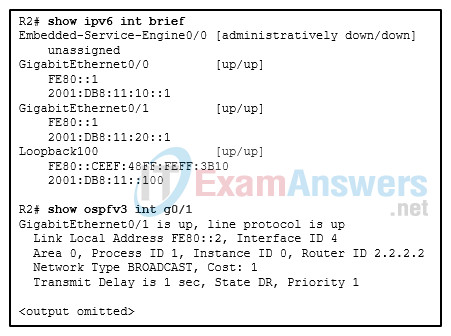 R2# show ipv6 int brief
Embedded-Service-Engine0/0 [administratively down/down]
unassigned
GigabitEthernet0/0 [up/up]
FE80::1
2001:DB8:11:10::1
GigabitEthernet0/1 [up/up]
FE80::1
2001:DB8:11:20::1
Loopback100 [up/up]
FE80::CEEF:48FF:FEFF:3B10
2001:DB8:11::100
IT ExamAnswers
.net
R2# show ospfv3 int g0/1
GigabitEthernet0/1 is up, line protocol is up
Link Local Address FE80::2, Interface ID 4
Area 0, Process ID 1, Instance ID 0, Router ID 2.2.2.2
Network Type BROADCAST, Cost: 1
Transmit Delay is 1 sec, State DR, Priority 1
<output omitted>